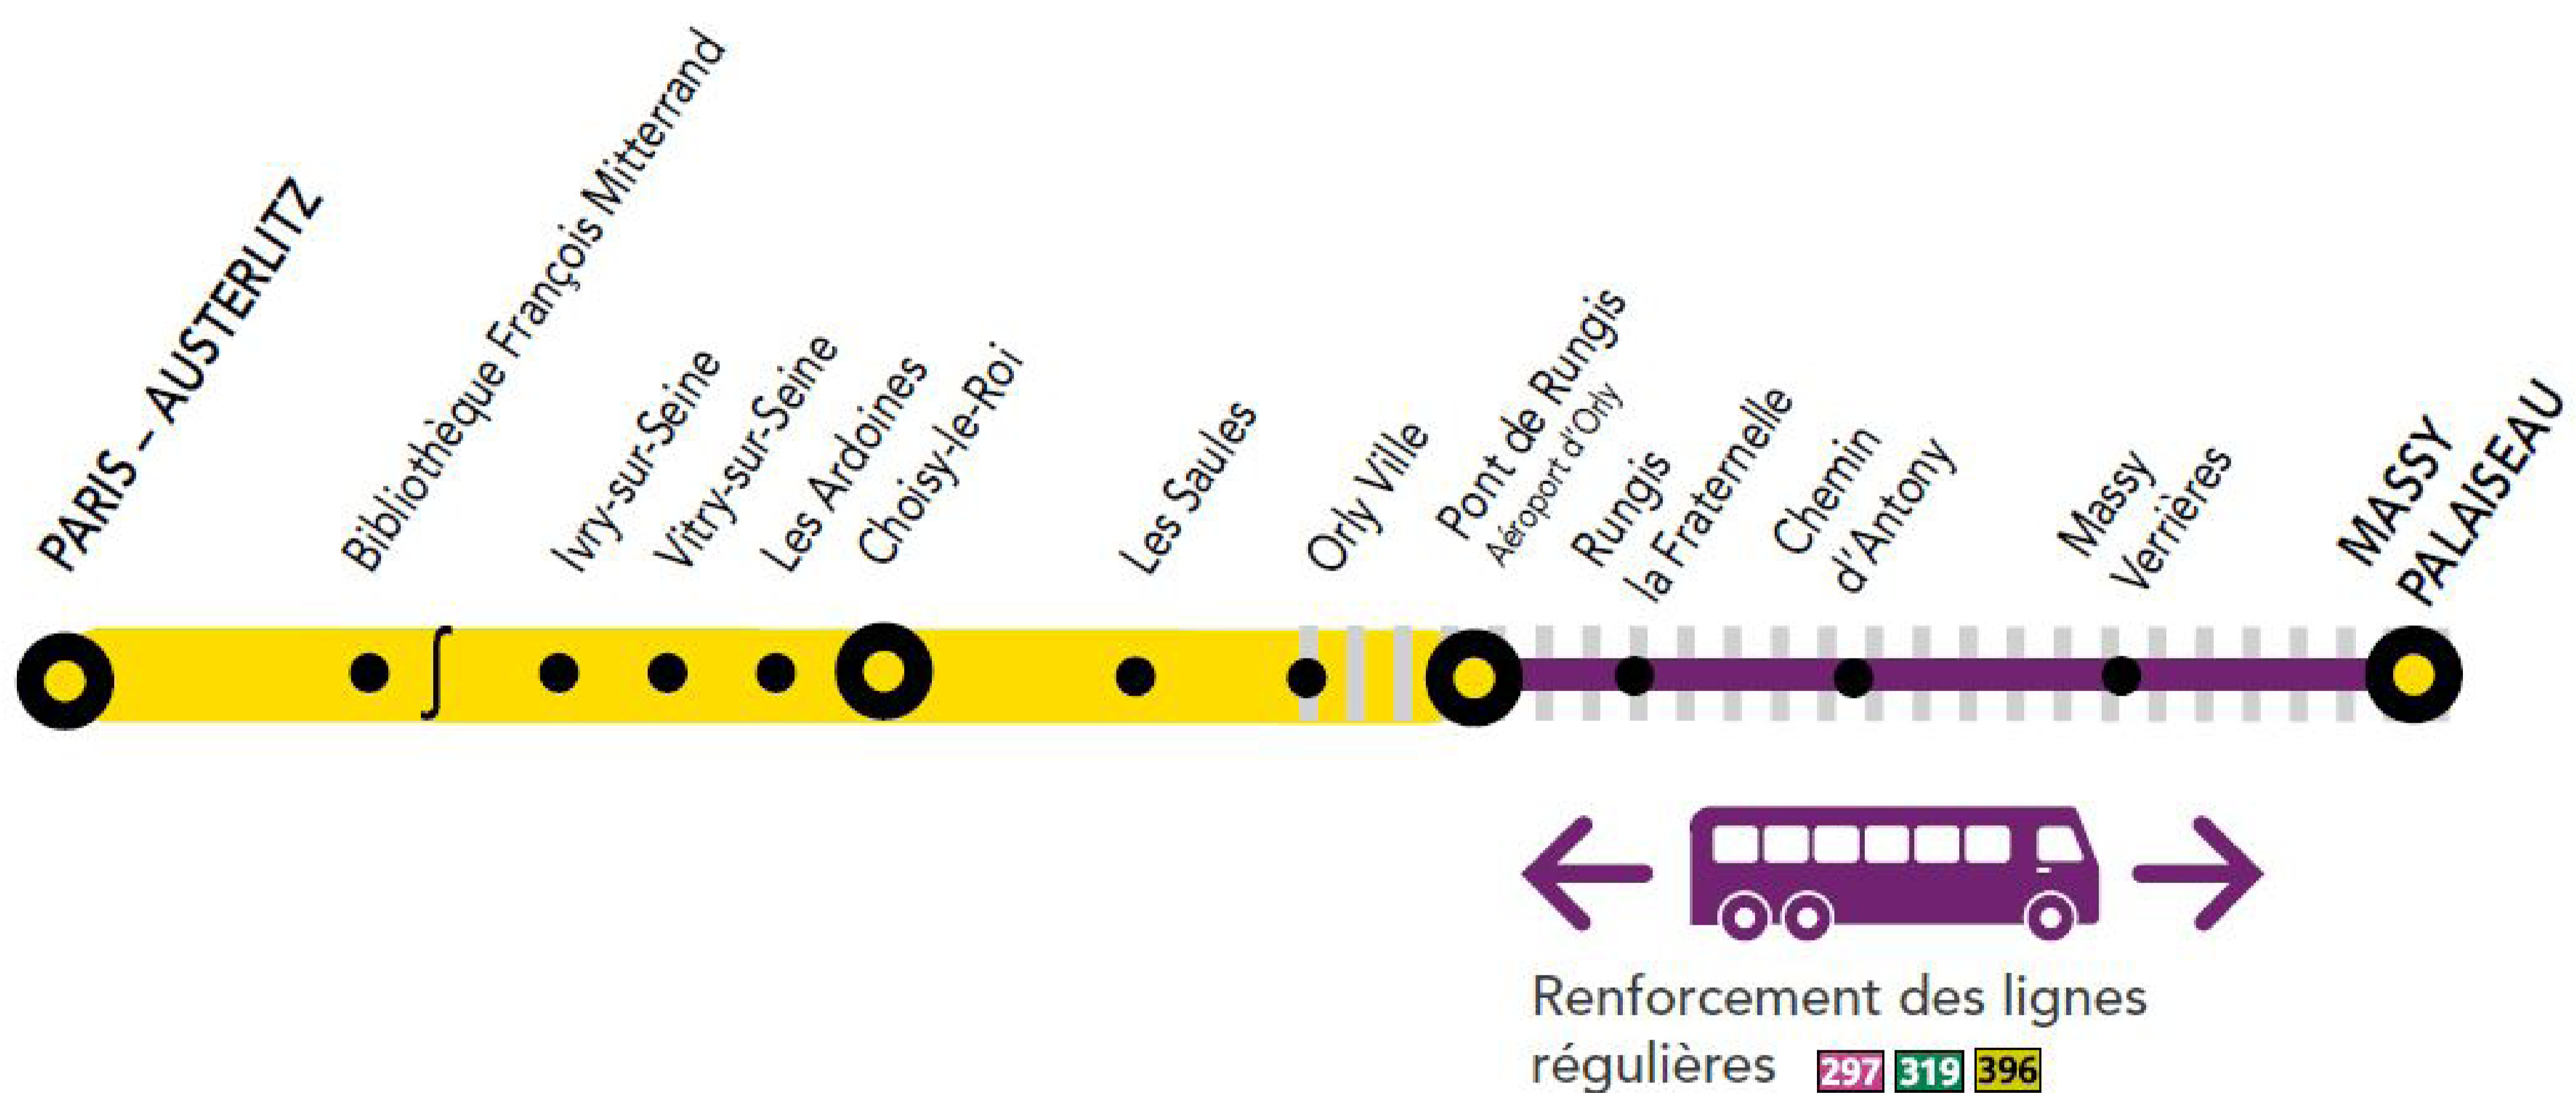 PARIS – AUSTERLITZ
Bibliothèque François Mitterrand
Ivry-sur-Seine
Vitry-sur-Seine
Les Ardoines
Choisy-le-Roi
Les Saules
Orly Ville
Pont de Rungis
Aéroport d'Orly
Rungis
la Fraternelle
Chemin
d'Antony
Massy
Verrières
MASSY
PALAISEAU
Renforcement des lignes
régulières 297 319 396